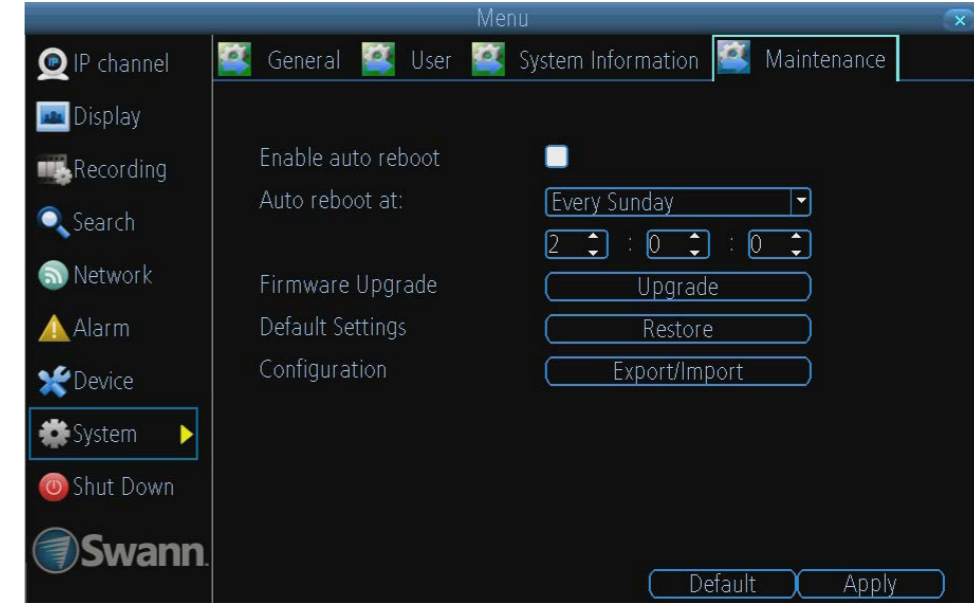 Menu
IP channel
Display
Recording
Search
Network
Alarm
Device
System
Shut Down
Swann
General User System Information Maintenance
Enable auto reboot
Auto reboot at: Every Sunday
2 : 0 : 0
Firmware Upgrade Upgrade
Default Settings Restore
Configuration Export/Import
Default Apply